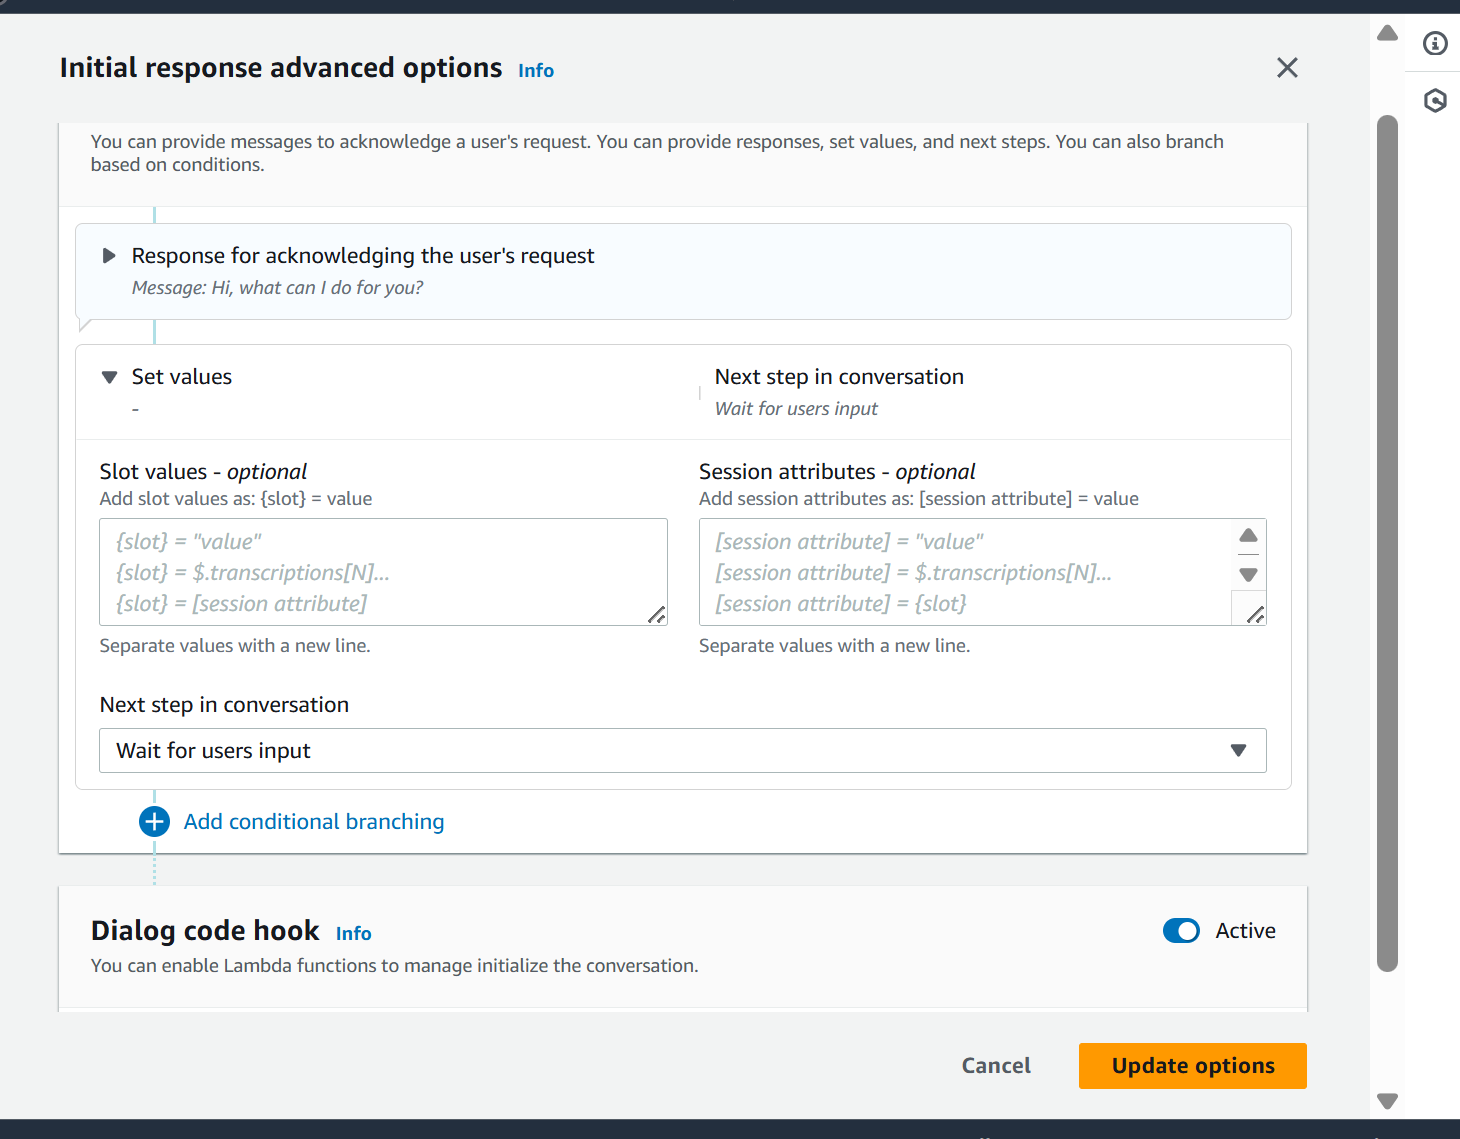 Initial response advanced options Info
You can provide messages to acknowledge a user's request. You can provide responses, set values, and next steps. You can also branch
based on conditions.
Response for acknowledging the user's request
Message: Hi, what can I do for you?
Set values
-
Next step in conversation
Wait for users input
Slot values - optional
Add slot values as: {slot} = value
{slot} = "value"
{slot} = $.transcriptions[N]...
{slot} = [session attribute]
Separate values with a new line.
Session attributes - optional
Add session attributes as: [session attribute] = value
[session attribute] = "value"
[session attribute] = $.transcriptions[N]...
[session attribute] = {slot}
Separate values with a new line.
Next step in conversation
Wait for users input
Add conditional branching
Dialog code hook Info
Active
You can enable Lambda functions to manage initialize the conversation.
Cancel
Update options